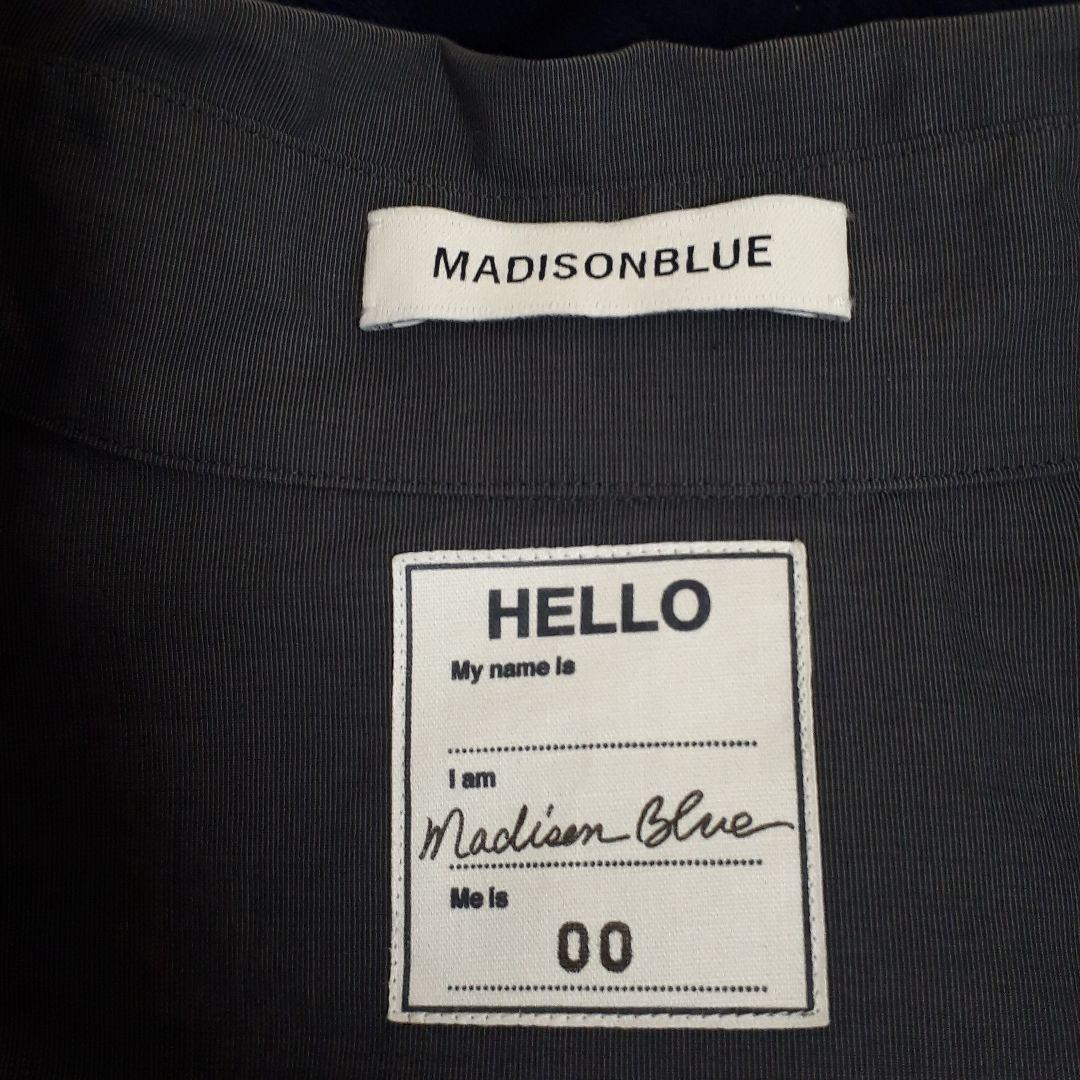 MADISONBLUE
HELLO
My name is
I am
Madison Blue
Me is
00